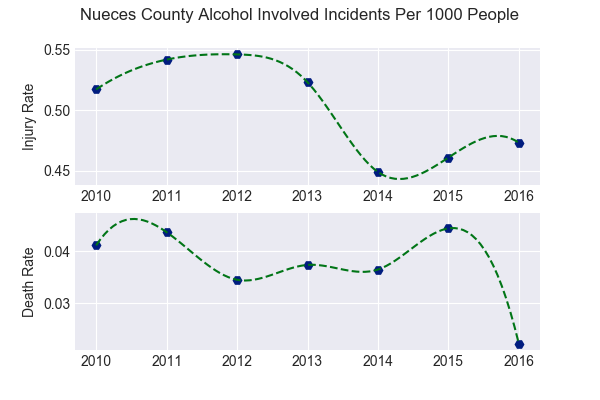 Nueces County Alcohol Involved Incidents Per 1000 People
0.55
0.50
0.45
Injury Rate
2010 2011 2012 2013 2014 2015 2016
0.04
0.03
Death Rate
2010 2011 2012 2013 2014 2015 2016